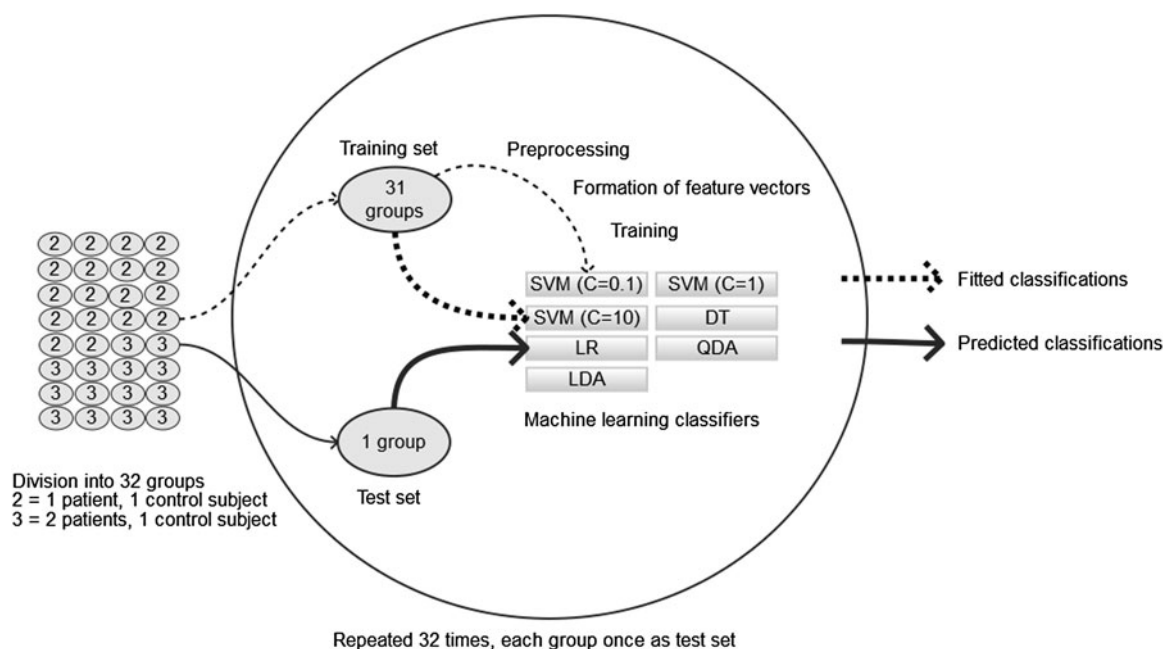 Training set
Preprocessing
31
groups
Formation of feature vectors
Training
2 2 2 2
2 2 2 2
2 2 2 2
2 2 2 2
2 2 3 3
3 3 3 3
3 3 3 3
3 3 3 3
SVM (C=0.1) SVM (C=1)
SVM (C=10) DT
LR QDA
LDA
Machine learning classifiers
Fitted classifications
Predicted classifications
1 group
Test set
Division into 32 groups
2 = 1 patient, 1 control subject
3 = 2 patients, 1 control subject
Repeated 32 times, each group once as test set